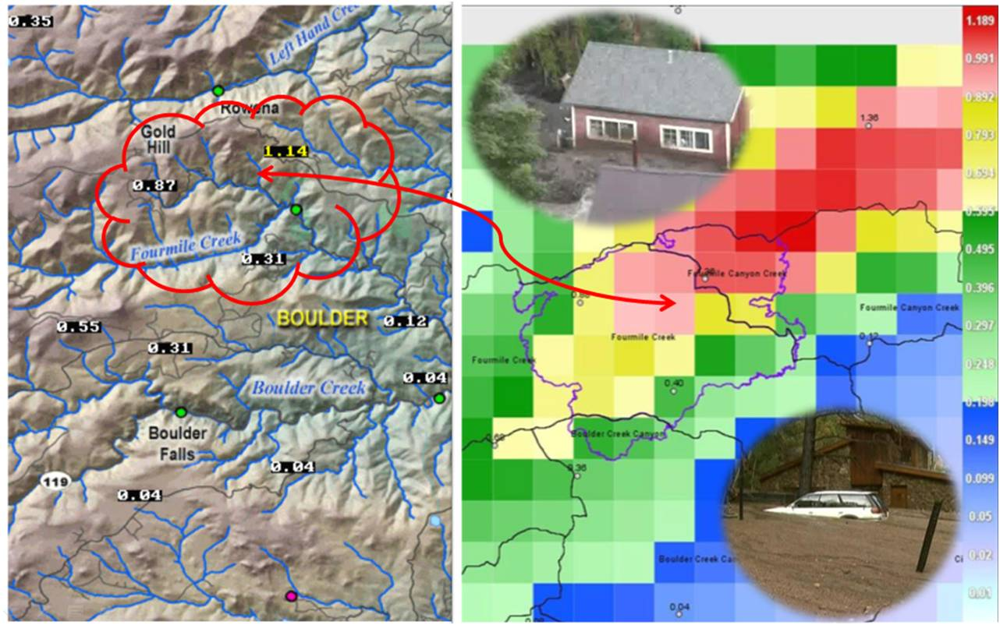 0.35
Left Hand Cree
Rowena
Gold
Hill
1.14
0.87
Fourmile Creek
0.31
BOULDER
0.55
0.12
0.31
Boulder Creek
0.04
Boulder
Falls
0.04
119
0.04
1.36
Fourmile Canyon Creek
Fourmile Canyon Creek
Fourmile Creek
0.12
Fourmile Creek
0.40
Boulder Creek Canyon
0.36
Boulder Creek Can
Ci
0.04
1.189
0.991
0.892
0.793
0.694
0.595
0.495
0.396
0.297
0.248
0.198
0.149
0.099
0.05
0.02
0.01